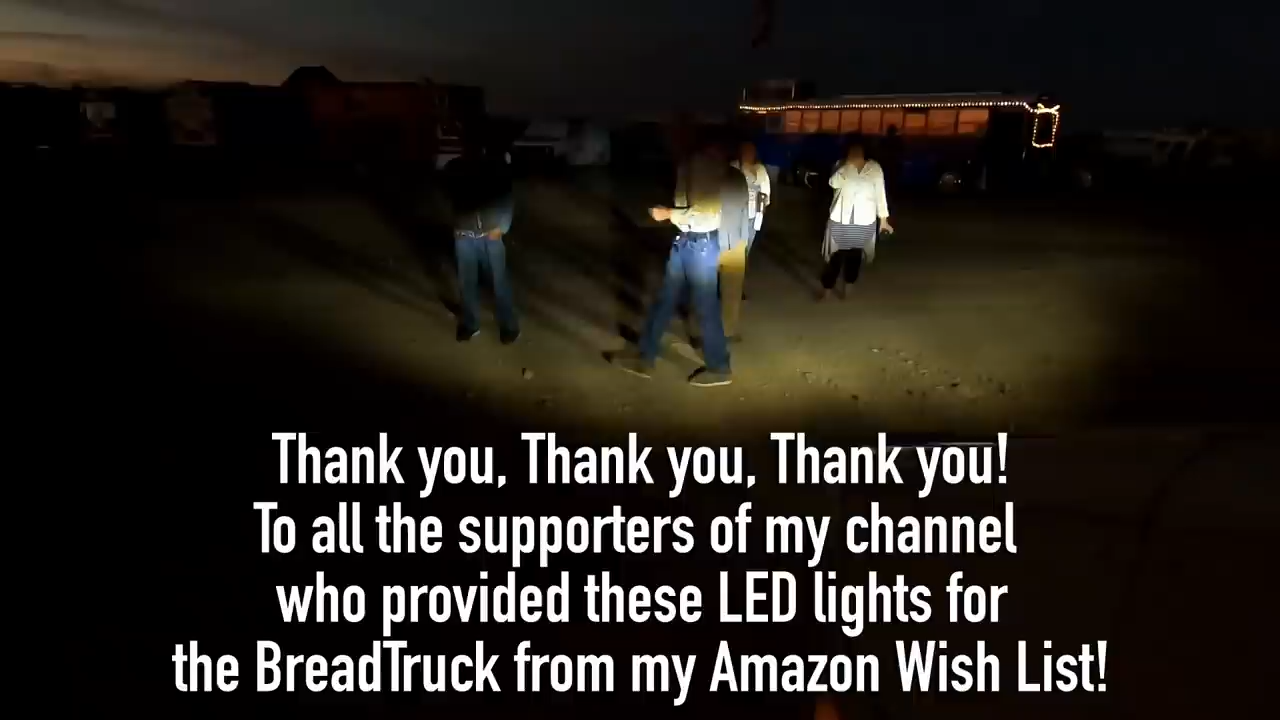 Thank you, Thank you, Thank you!
To all the supporters of my channel
who provided these LED lights for
the BreadTruck from my Amazon Wish List!